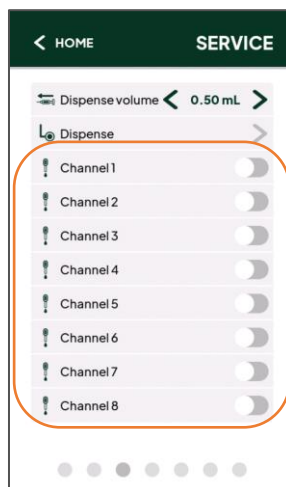 HOME SERVICE
Dispense volume 0.50 mL
Dispense
Channel 1
Channel 2
Channel 3
Channel 4
Channel 5
Channel 6
Channel 7
Channel 8